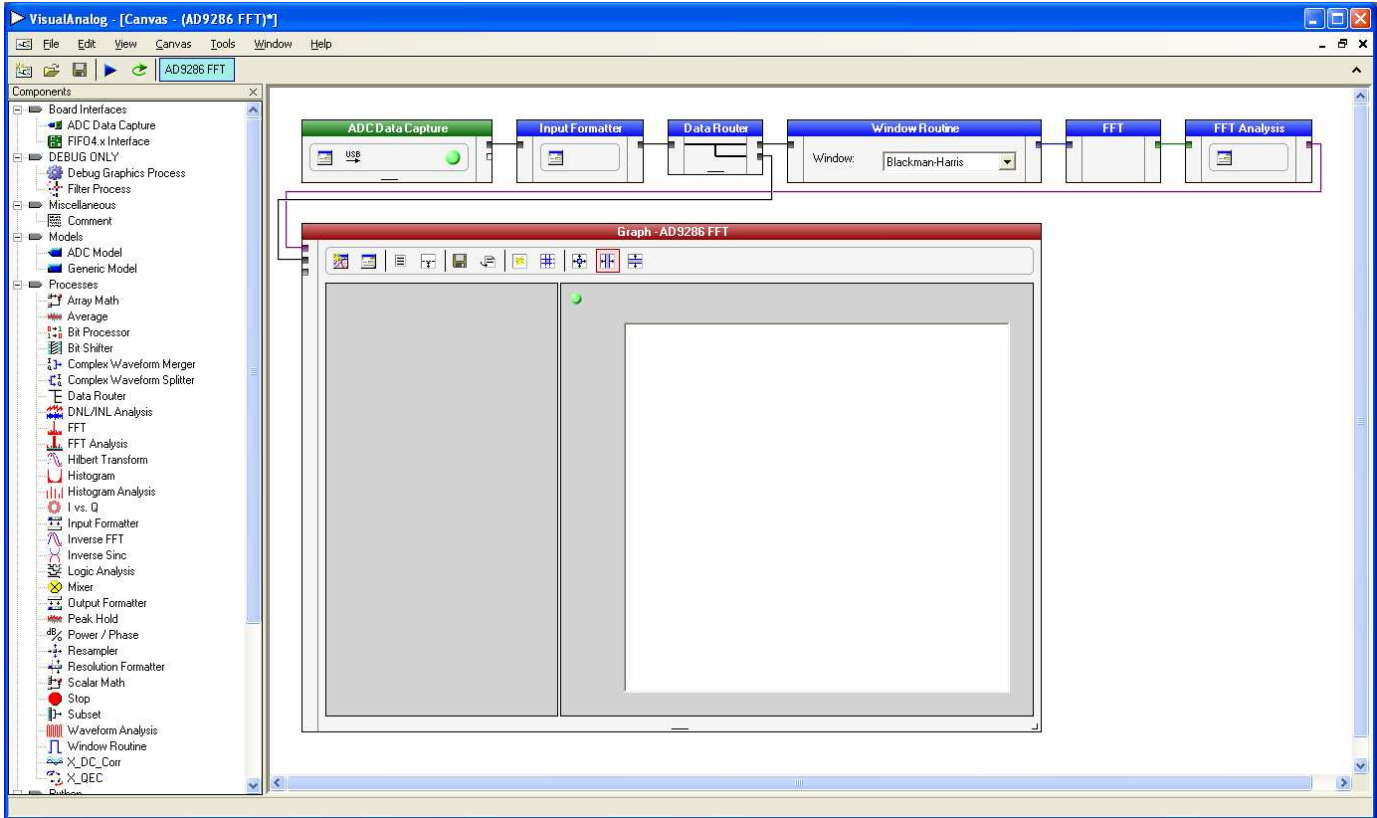 VisualAnalog - [Canvas - (AD9286 FFT)*]
File Edit View Canvas Tools Window Help
AD9286 FFT
Components
Board Interfaces
ADC Data Capture
FIFO4.x Interface
DEBUG ONLY
Debug Graphics Process
Filter Process
Miscellaneous
Comment
Models
ADC Model
Generic Model
Processes
Array Math
Average
Bit Processor
Bit Shifter
Complex Waveform Merger
Complex Waveform Splitter
Data Router
DNL/INL Analysis
FFT
FFT Analysis
Hilbert Transform
Histogram
Histogram Analysis
I vs. Q
Input Formatter
Inverse FFT
Inverse Sinc
Logic Analysis
Mixer
Output Formatter
Peak Hold
Power / Phase
Resampler
Resolution Formatter
Scalar Math
Stop
Subset
Waveform Analysis
Window Routine
X_DC_Corr
X_QEC
Python
ADC Data Capture
USB
Input Formatter
Data Router
Window Routine
Window:
Blackman-Harris
FFT
FFT Analysis
Graph - AD9286 FFT